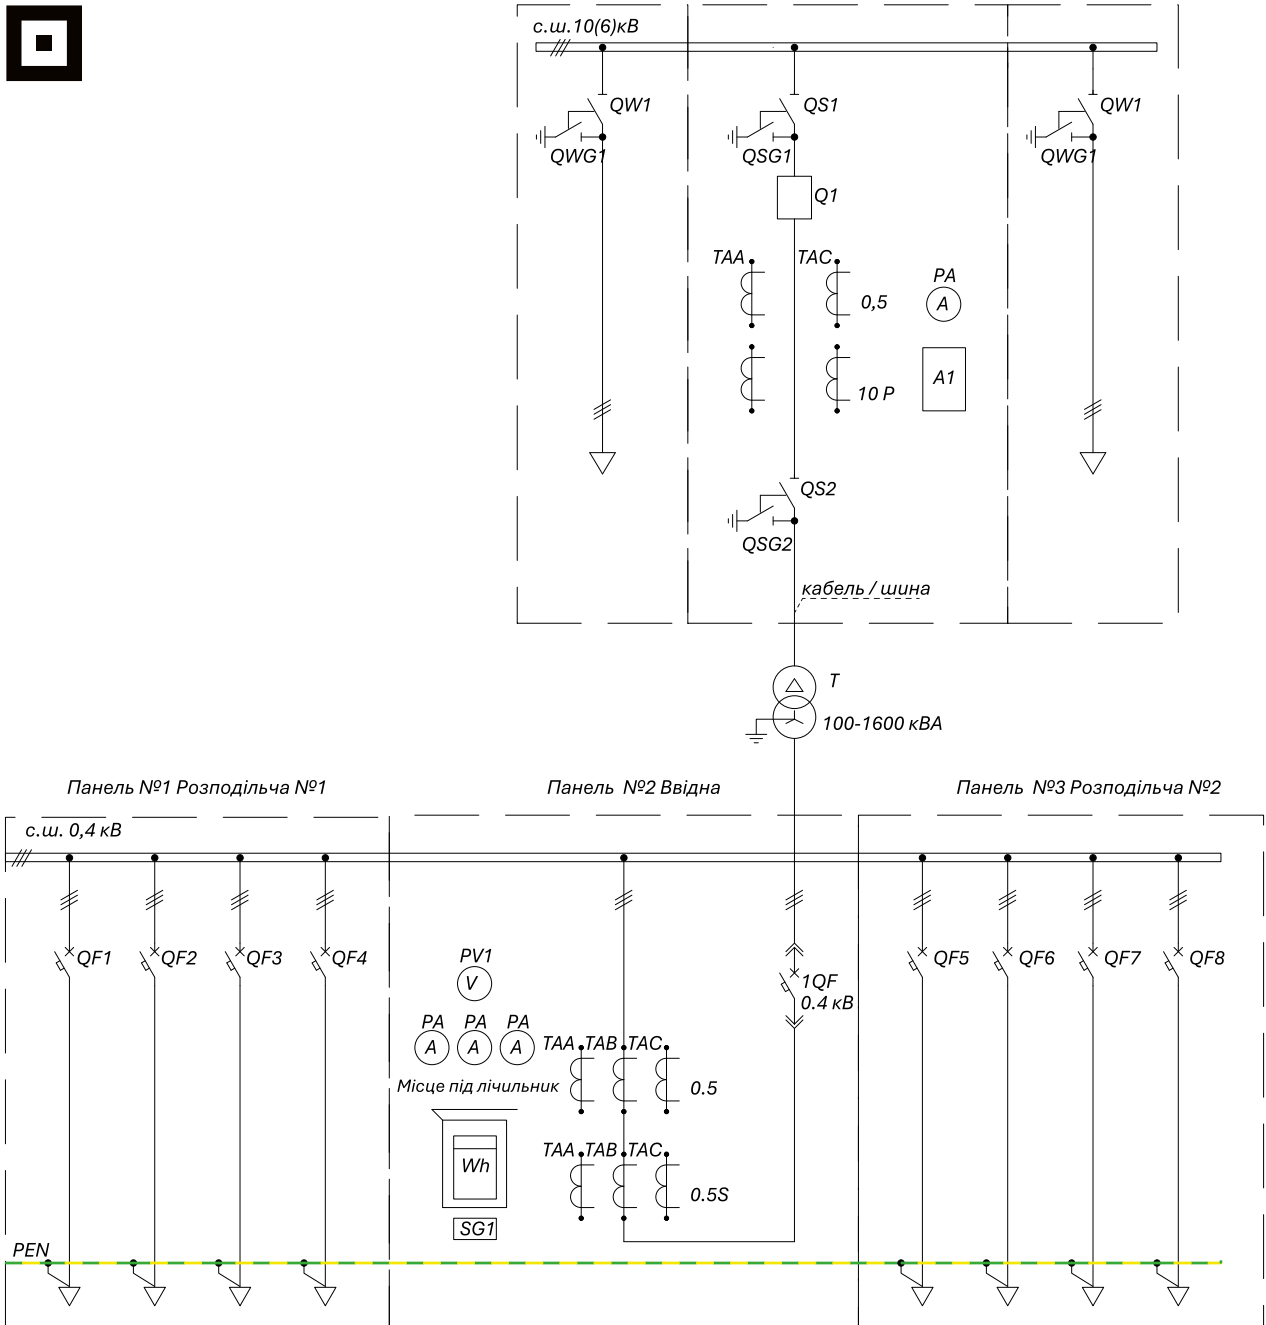 с.ш.10(6)кВ
QW1
QS1
QW1
QWG1
QSG1
QWG1
Q1
TAA
TAC
0,5
PA
A
10 P
A1
QS2
QSG2
кабель / шина
T
100-1600 кВА
Панель №1 Розподільча №1
Панель №2 Ввідна
Панель №3 Розподільча №2
с.ш. 0,4 кВ
QF1
QF2
QF3
QF4
PV1
V
1QF
0.4 кВ
QF5
QF6
QF7
QF8
PA
PA
PA
A
A
A
TAA
TAB
TAC
0.5
Місце під лічильник
Wh
TAA
TAB
TAC
0.5S
SG1
PEN